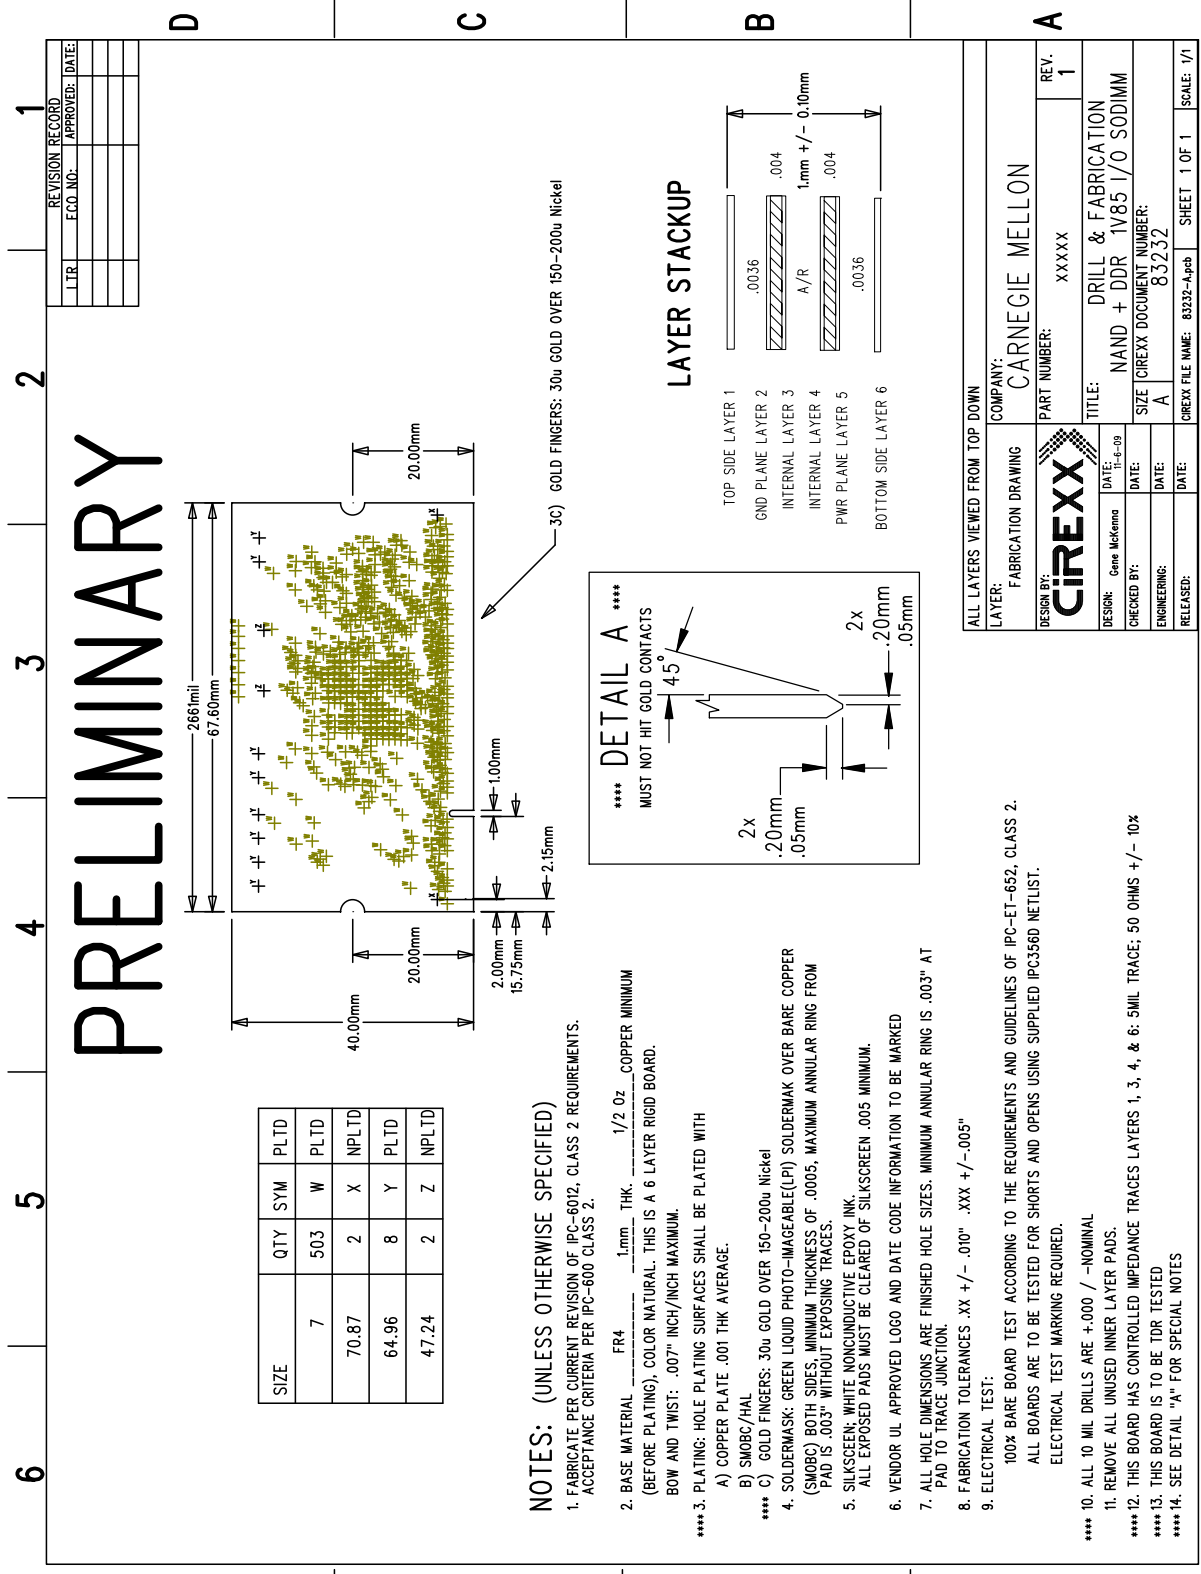 PRELIMINARY
REVISION RECORD
LTR ECO NO: APPROVED: DATE:
6 5 4 3 2 1
D
C
B
A
SIZE QTY SYM PLTD
7 503 W PLTD
70.87 2 X NPLTD
64.96 8 Y PLTD
47.24 2 Z NPLTD
2661mil
67.60mm
40.00mm
20.00mm
20.00mm
2.00mm
15.75mm
2.15mm
1.00mm
3C) GOLD FINGERS: 30u GOLD OVER 150-200u Nickel
NOTES: (UNLESS OTHERWISE SPECIFIED)
1. FABRICATE PER CURRENT REVISION OF IPC-6012, CLASS 2 REQUIREMENTS.
ACCEPTANCE CRITERIA PER IPC-600 CLASS 2.
2. BASE MATERIAL FR4 1mm THK. 1/2 Oz COPPER MINIMUM
(BEFORE PLATING), COLOR NATURAL. THIS IS A 6 LAYER RIGID BOARD.
BOW AND TWIST: .007" INCH/INCH MAXIMUM.
**** 3. PLATING: HOLE PLATING SURFACES SHALL BE PLATED WITH
A) COPPER PLATE .001 THK AVERAGE.
B) SMOBC/HAL
**** C) GOLD FINGERS: 30u GOLD OVER 150-200u Nickel
4. SOLDERMASK: GREEN LIQUID PHOTO-IMAGEABLE(LPI) SOLDERMAK OVER BARE COPPER
(SMOBC) BOTH SIDES, MINIMUM THICKNESS OF .0005, MAXIMUM ANNULAR RING FROM
PAD IS .003" WITHOUT EXPOSING TRACES.
5. SILKSCEEN; WHITE NONCUNDUCTIVE EPOXY INK.
ALL EXPOSED PADS MUST BE CLEARED OF SILKSCREEN .005 MINIMUM.
6. VENDOR UL APPROVED LOGO AND DATE CODE INFORMATION TO BE MARKED
7. ALL HOLE DIMENSIONS ARE FINISHED HOLE SIZES. MINIMUM ANNULAR RING IS .003" AT
PAD TO TRACE JUNCTION.
8. FABRICATION TOLERANCES .XX +/- .010" .XXX +/-.005"
9. ELECTRICAL TEST:
100% BARE BOARD TEST ACCORDING TO THE REQUIREMENTS AND GUIDELINES OF IPC-ET-652, CLASS 2.
ALL BOARDS ARE TO BE TESTED FOR SHORTS AND OPENS USING SUPPLIED IPC356D NETLIST.
ELECTRICAL TEST MARKING REQUIRED.
**** 10. ALL 10 MIL DRILLS ARE +.000 / -NOMINAL
11. REMOVE ALL UNUSED INNER LAYER PADS.
**** 12. THIS BOARD HAS CONTROLLED IMPEDANCE TRACES LAYERS 1, 3, 4, & 6: 5MIL TRACE; 50 OHMS +/- 10%
**** 13. THIS BOARD IS TO BE TDR TESTED
**** 14. SEE DETAIL "A" FOR SPECIAL NOTES
**** DETAIL A ****
MUST NOT HIT GOLD CONTACTS
45°
2x
.20mm
.05mm
2x
.20mm
.05mm
LAYER STACKUP
TOP SIDE LAYER 1
GND PLANE LAYER 2
INTERNAL LAYER 3
INTERNAL LAYER 4
PWR PLANE LAYER 5
BOTTOM SIDE LAYER 6
.0036
.004
A/R
1mm +/- 0.10mm
.004
.0036
ALL LAYERS VIEWED FROM TOP DOWN
LAYER:
FABRICATION DRAWING
COMPANY:
CARNEGIE MELLON
DESIGN BY:
CiREXX
PART NUMBER:
XXXXX
REV.
1
TITLE:
DRILL & FABRICATION
NAND + DDR 1V85 I/O SODIMM
DESIGN: Gene McKenna DATE: 11-6-09
CHECKED BY: DATE:
ENGINEERING: DATE:
RELEASED: DATE:
SIZE
A
CIREXX DOCUMENT NUMBER:
83232
CIREXX FILE NAME: 83232-A.pcb SHEET 1 OF 1 SCALE: 1/1